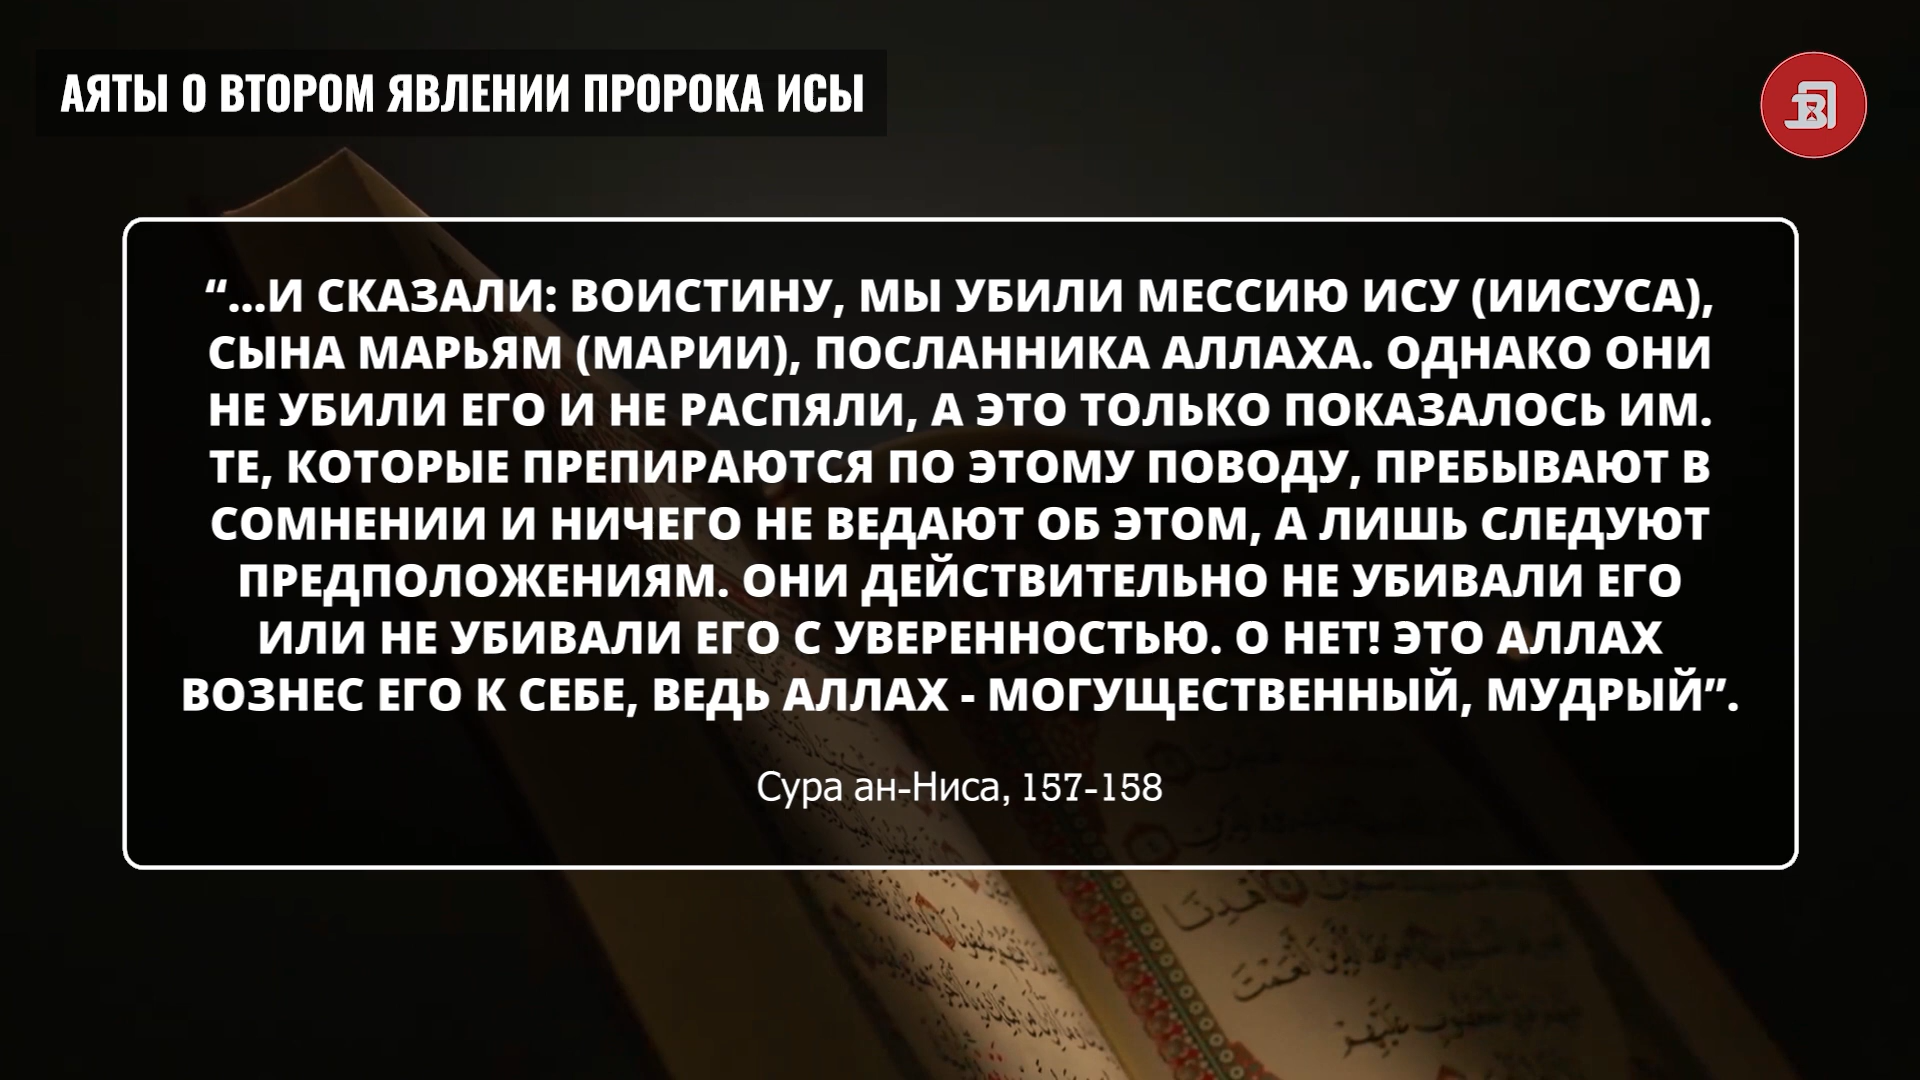 АЯТЫ О ВТОРОМ ЯВЛЕНИИ ПРОРОКА ИСЫ
“...И СКАЗАЛИ: ВОИСТИНУ, МЫ УБИЛИ МЕССИЮ ИСУ (ИИСУСА),
СЫНА МАРЬЯМ (МАРИИ), ПОСЛАННИКА АЛЛАХА. ОДНАКО ОНИ
НЕ УБИЛИ ЕГО И НЕ РАСПЯЛИ, А ЭТО ТОЛЬКО ПОКАЗАЛОСЬ ИМ.
ТЕ, КОТОРЫЕ ПРЕПИРАЮТСЯ ПО ЭТОМУ ПОВОДУ, ПРЕБЫВАЮТ В
СОМНЕНИИ И НИЧЕГО НЕ ВЕДАЮТ ОБ ЭТОМ, А ЛИШЬ СЛЕДУЮТ
ПРЕДПОЛОЖЕНИЯМ. ОНИ ДЕЙСТВИТЕЛЬНО НЕ УБИВАЛИ ЕГО
ИЛИ НЕ УБИВАЛИ ЕГО С УВЕРЕННОСТЬЮ. О НЕТ! ЭТО АЛЛАХ
ВОЗНЕС ЕГО К СЕБЕ, ВЕДЬ АЛЛАХ - МОГУЩЕСТВЕННЫЙ, МУДРЫЙ”.
Сура ан-Ниса, 157-158